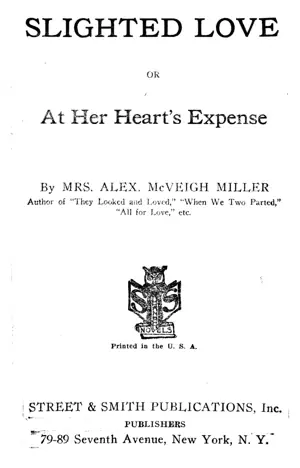 SLIGHTED LOVE
OR
At Her Heart's Expense
By MRS. ALEX. McVEIGH MILLER
Author of "They Looked and Loved," "When We Two Parted,"
"All for Love," etc.
S S
NOVELS
Printed in the U. S. A.
STREET & SMITH PUBLICATIONS, Inc.
PUBLISHERS
79-89 Seventh Avenue, New York, N. Y.